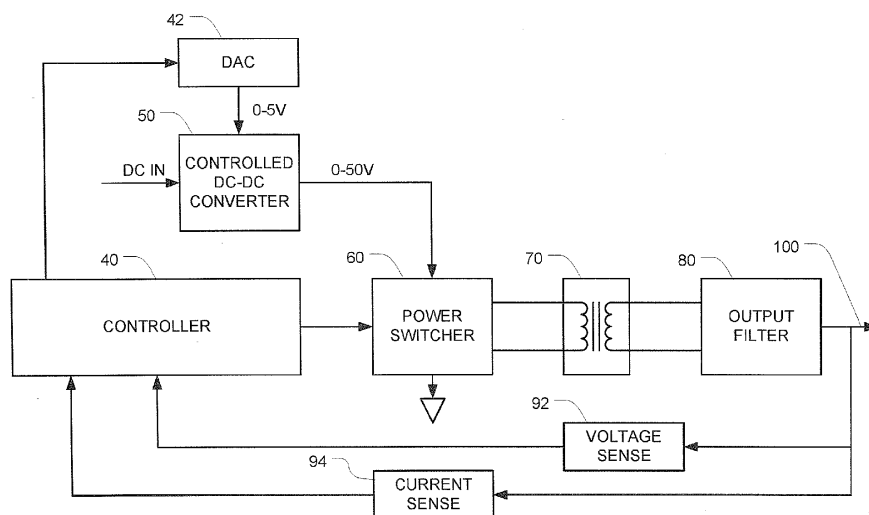 42
DAC
0-5V
50
CONTROLLED
DC-DC
CONVERTER
DC IN
0-50V
40
CONTROLLER
60
POWER
SWITCHER
70
80
OUTPUT
FILTER
100
92
VOLTAGE
SENSE
94
CURRENT
SENSE